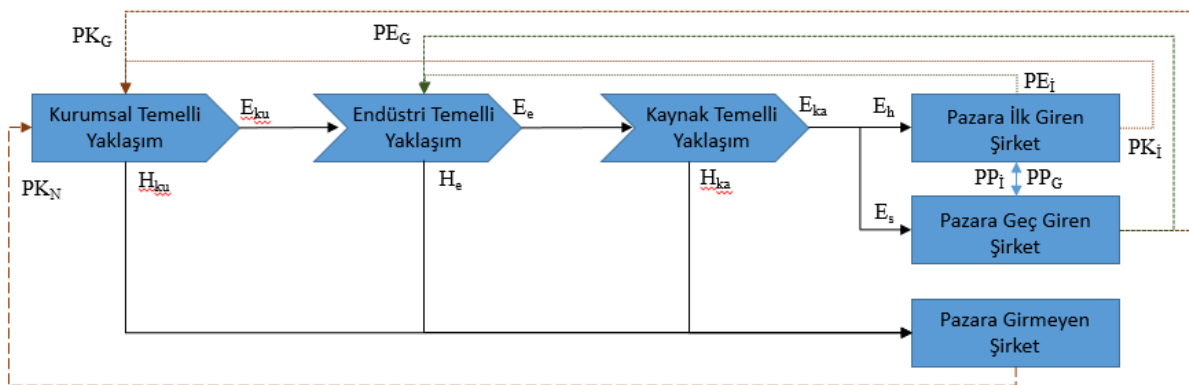 PK_G
PE_G
PE_İ
Kurumsal Temelli
Yaklaşım
E_ku
Endüstri Temelli
Yaklaşım
E_e
Kaynak Temelli
Yaklaşım
E_ka
E_h
Pazara İlk Giren
Şirket
PK_İ
PK_N
H_ku
H_e
H_ka
PP_İ
PP_G
E_s
Pazara Geç Giren
Şirket
Pazara Girmeyen
Şirket